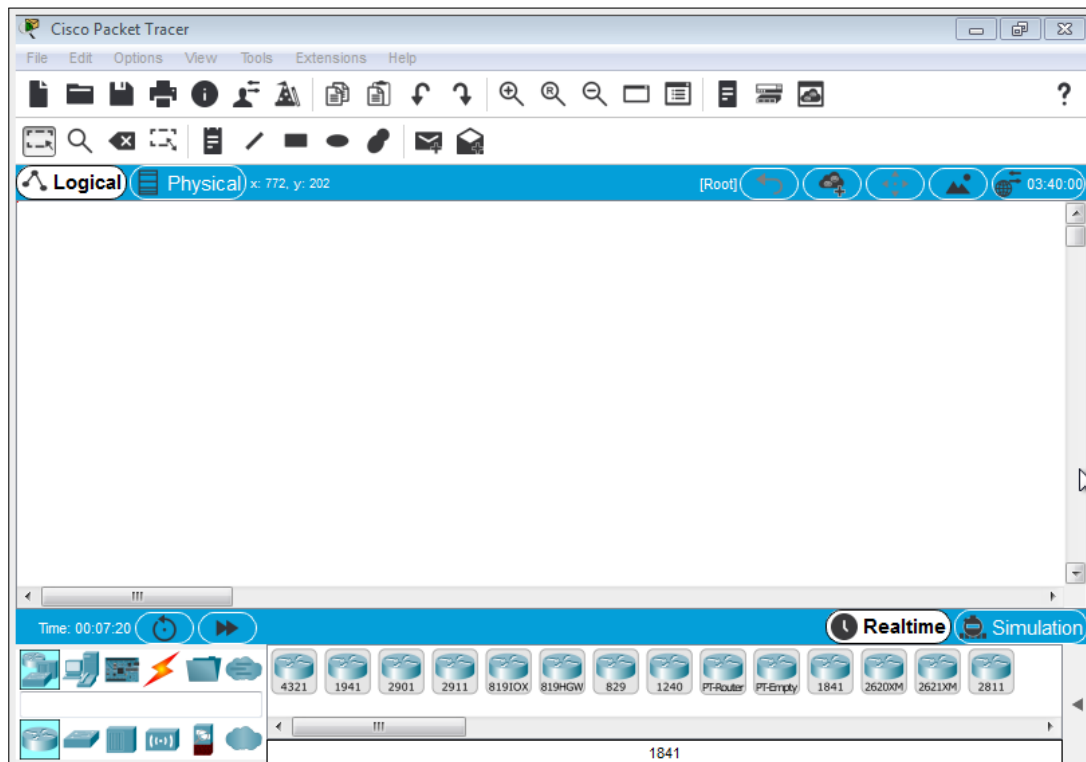 Cisco Packet Tracer
File Edit Options View Tools Extensions Help
R
?
Logical Physical x: 772, y: 202 [Root] 03:40:00
Time: 00:07:20 Realtime Simulation
4321 1941 2901 2911 819IOX 819HGW 829 1240 PT-Router PT-Empty 1841 2620XM 2621XM 2811
1841